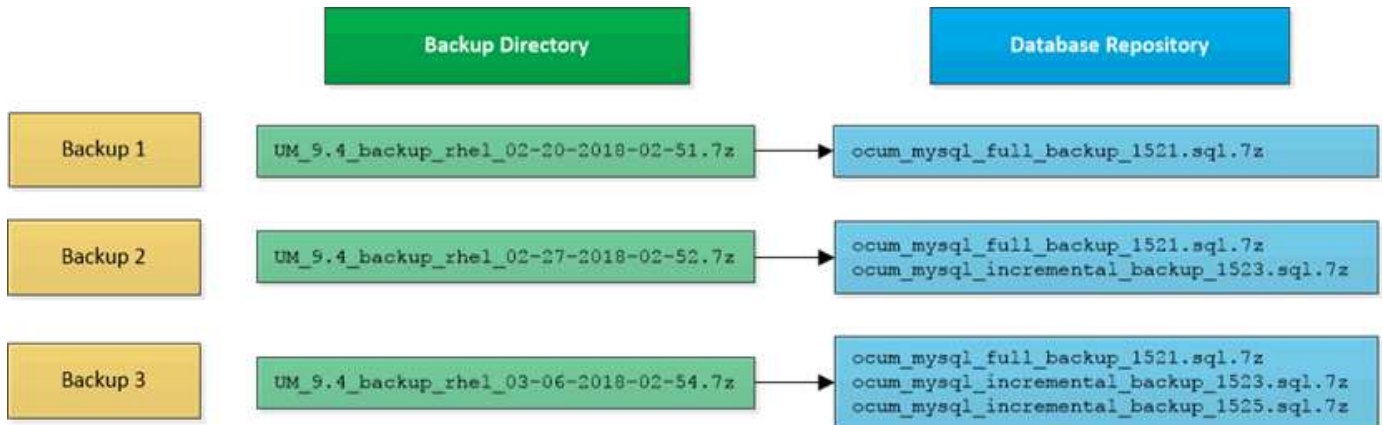 Backup Directory
Database Repository
Backup 1
UM_9.4_backup_rhel_02-20-2018-02-51.7z
ocum_mysql_full_backup_1521.sql.7z
Backup 2
UM_9.4_backup_rhel_02-27-2018-02-52.7z
ocum_mysql_full_backup_1521.sql.7z
ocum_mysql_incremental_backup_1523.sql.7z
Backup 3
UM_9.4_backup_rhel_03-06-2018-02-54.7z
ocum_mysql_full_backup_1521.sql.7z
ocum_mysql_incremental_backup_1523.sql.7z
ocum_mysql_incremental_backup_1525.sql.7z